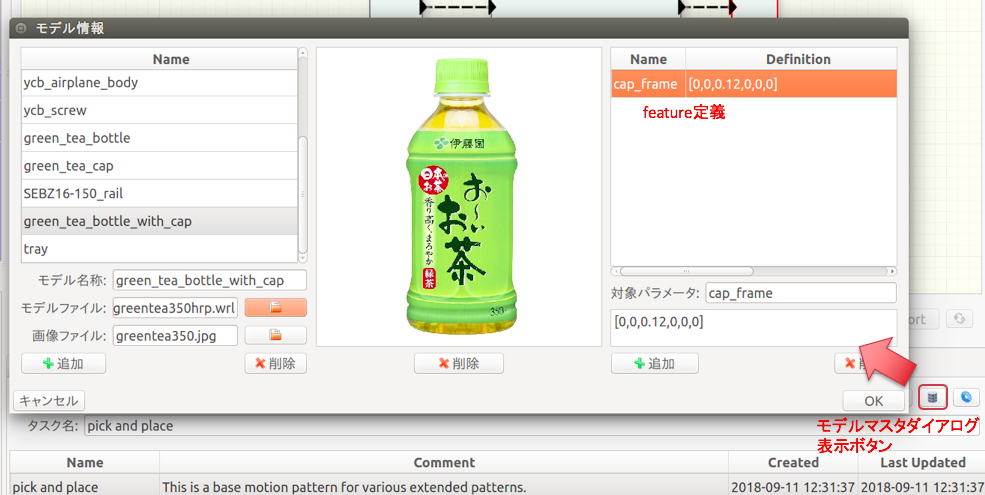 モデル情報
Name
ycb_airplane_body
ycb_screw
green_tea_bottle
green_tea_cap
SEBZ16-150_rail
green_tea_bottle_with_cap
tray
モデル名称: green_tea_bottle_with_cap
モデルファイル: greentea350hrp.wrl
画像ファイル: greentea350.jpg
追加 削除
伊藤園
日本の
お茶
お～い
お茶
香り高く、まろやか
緑茶
350
削除
Name Definition
cap_frame [0,0,0.12,0,0,0]
feature定義
対象パラメータ: cap_frame
[0,0,0.12,0,0,0]
追加
キャンセル OK
モデルマスタダイアログ
表示ボタン
タスク名: pick and place
Name Comment Created Last Updated
pick and place This is a base motion pattern for various extended patterns. 2018-09-11 12:31:37 2018-09-11 12:31:37